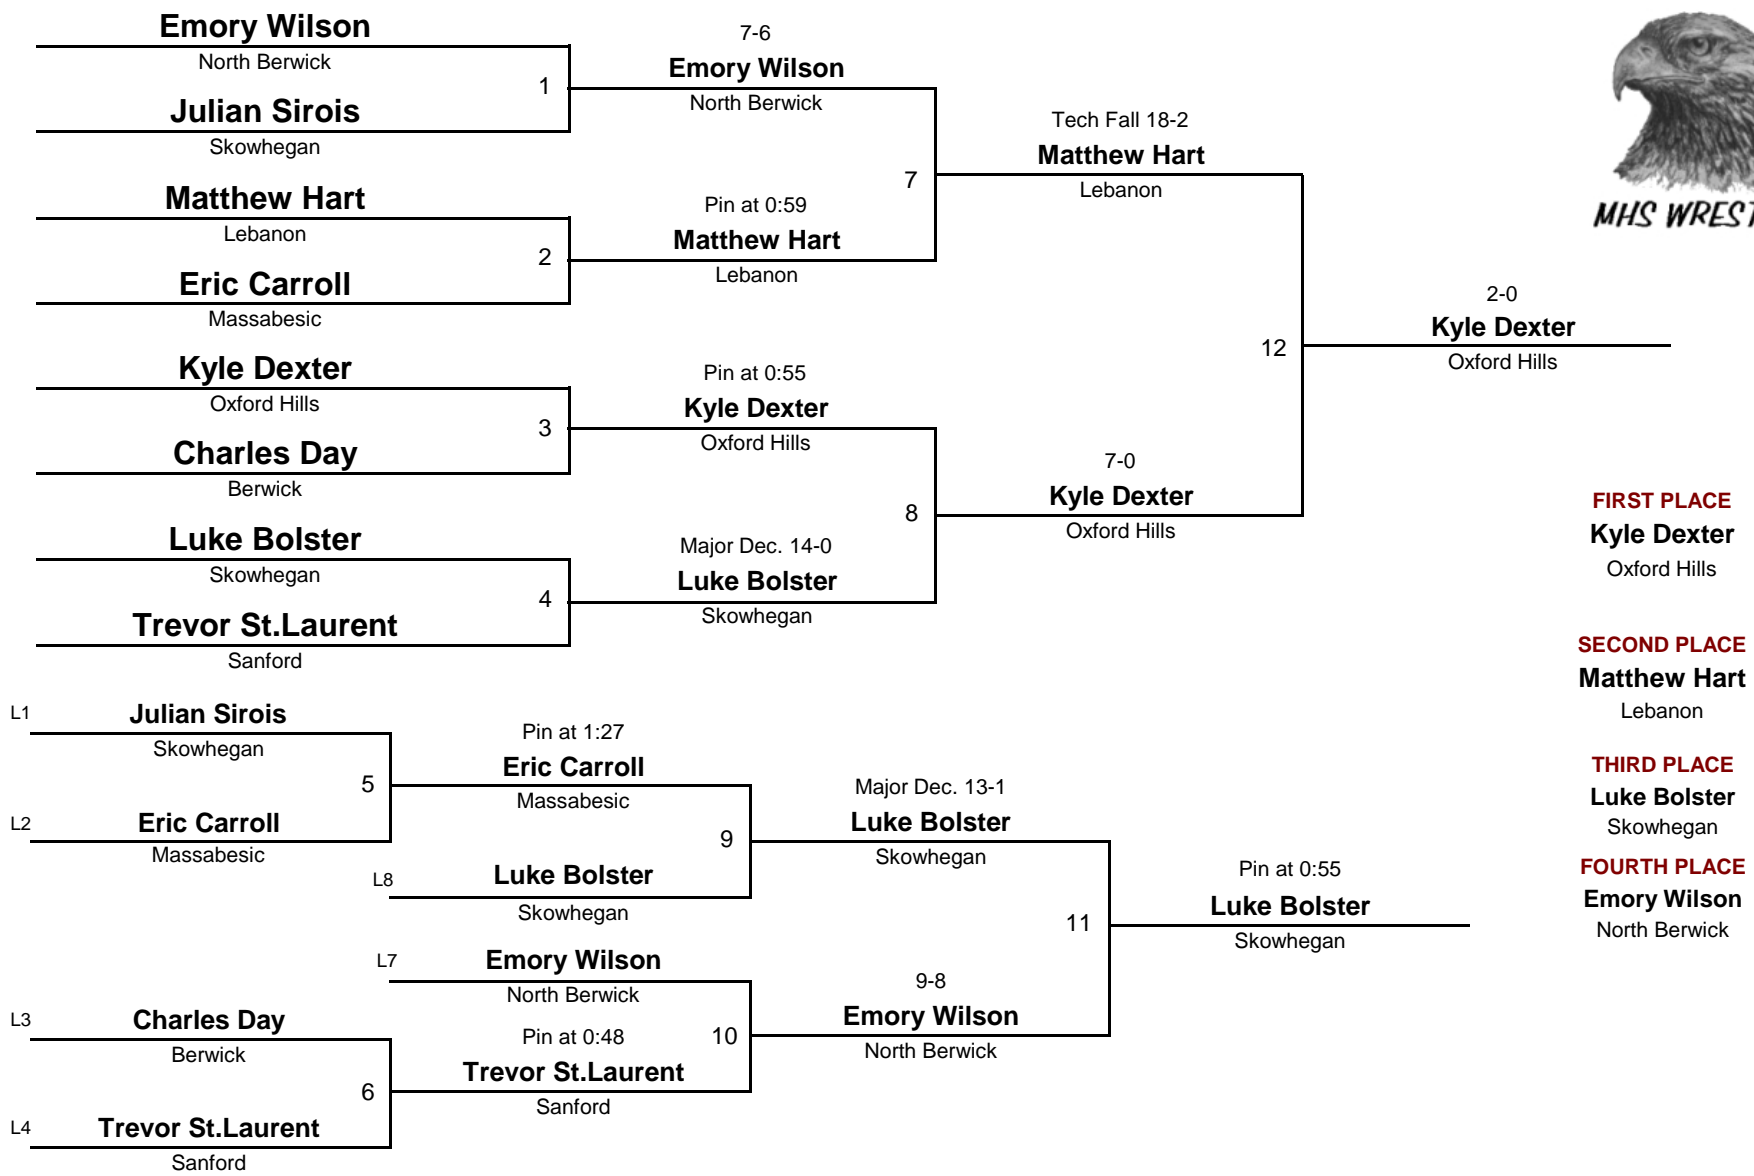 Emory Wilson
North Berwick
1
Julian Sirois
Skowhegan
Matthew Hart
Lebanon
2
Eric Carroll
Massabesic
Kyle Dexter
Oxford Hills
3
Charles Day
Berwick
Luke Bolster
Skowhegan
4
Trevor St.Laurent
Sanford
7-6
Emory Wilson
North Berwick
7
Pin at 0:59
Matthew Hart
Lebanon
Pin at 0:55
Kyle Dexter
Oxford Hills
8
Major Dec. 14-0
Luke Bolster
Skowhegan
Tech Fall 18-2
Matthew Hart
Lebanon
12
7-0
Kyle Dexter
Oxford Hills
2-0
Kyle Dexter
Oxford Hills
MHS WREST
L1
Julian Sirois
Skowhegan
5
L2
Eric Carroll
Massabesic
Pin at 1:27
Eric Carroll
Massabesic
9
L8
Luke Bolster
Skowhegan
L7
Emory Wilson
North Berwick
10
Pin at 0:48
Trevor St.Laurent
Sanford
L3
Charles Day
Berwick
6
L4
Trevor St.Laurent
Sanford
Major Dec. 13-1
Luke Bolster
Skowhegan
11
9-8
Emory Wilson
North Berwick
Pin at 0:55
Luke Bolster
Skowhegan
FIRST PLACE
Kyle Dexter
Oxford Hills
SECOND PLACE
Matthew Hart
Lebanon
THIRD PLACE
Luke Bolster
Skowhegan
FOURTH PLACE
Emory Wilson
North Berwick